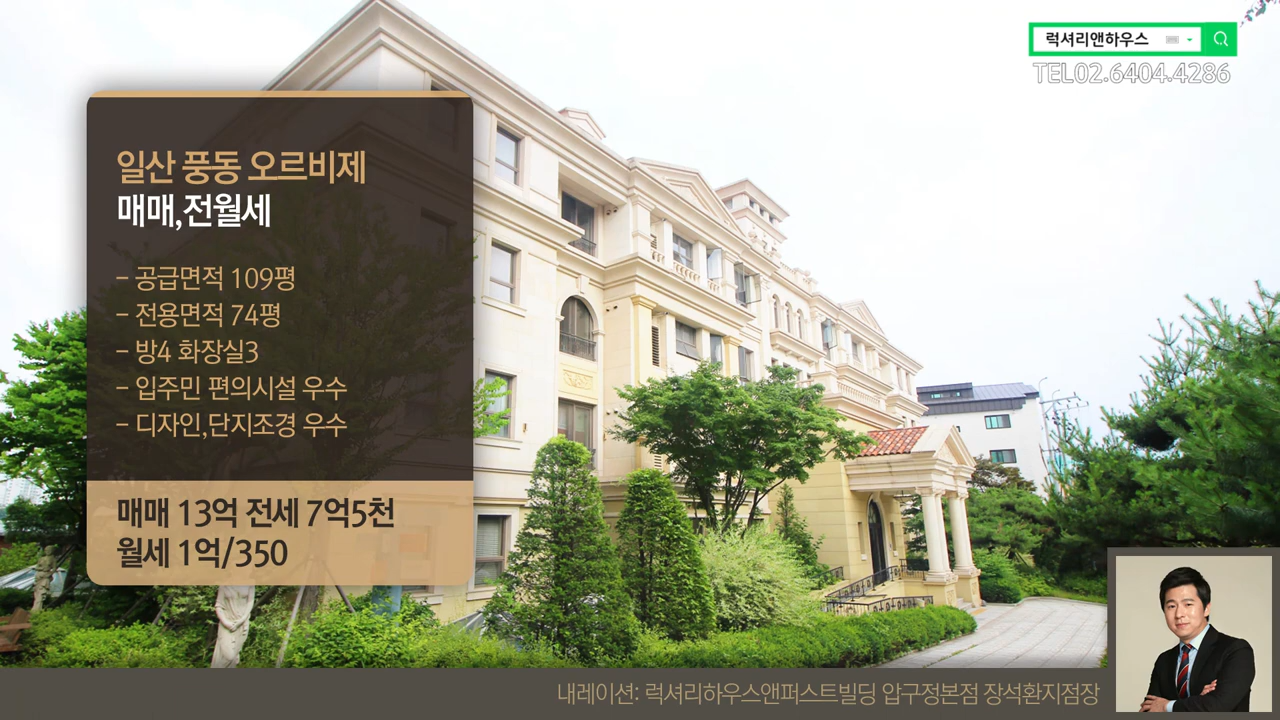 럭셔리앤하우스
TEL02.6404.4286
일산 풍동 오르비제
매매,전월세
- 공급면적 109평
- 전용면적 74평
- 방4 화장실3
- 입주민 편의시설 우수
- 디자인,단지조경 우수
매매 13억 전세 7억5천
월세 1억/350
내레이션: 럭셔리하우스앤퍼스트빌딩 압구정본점 장석환지점장